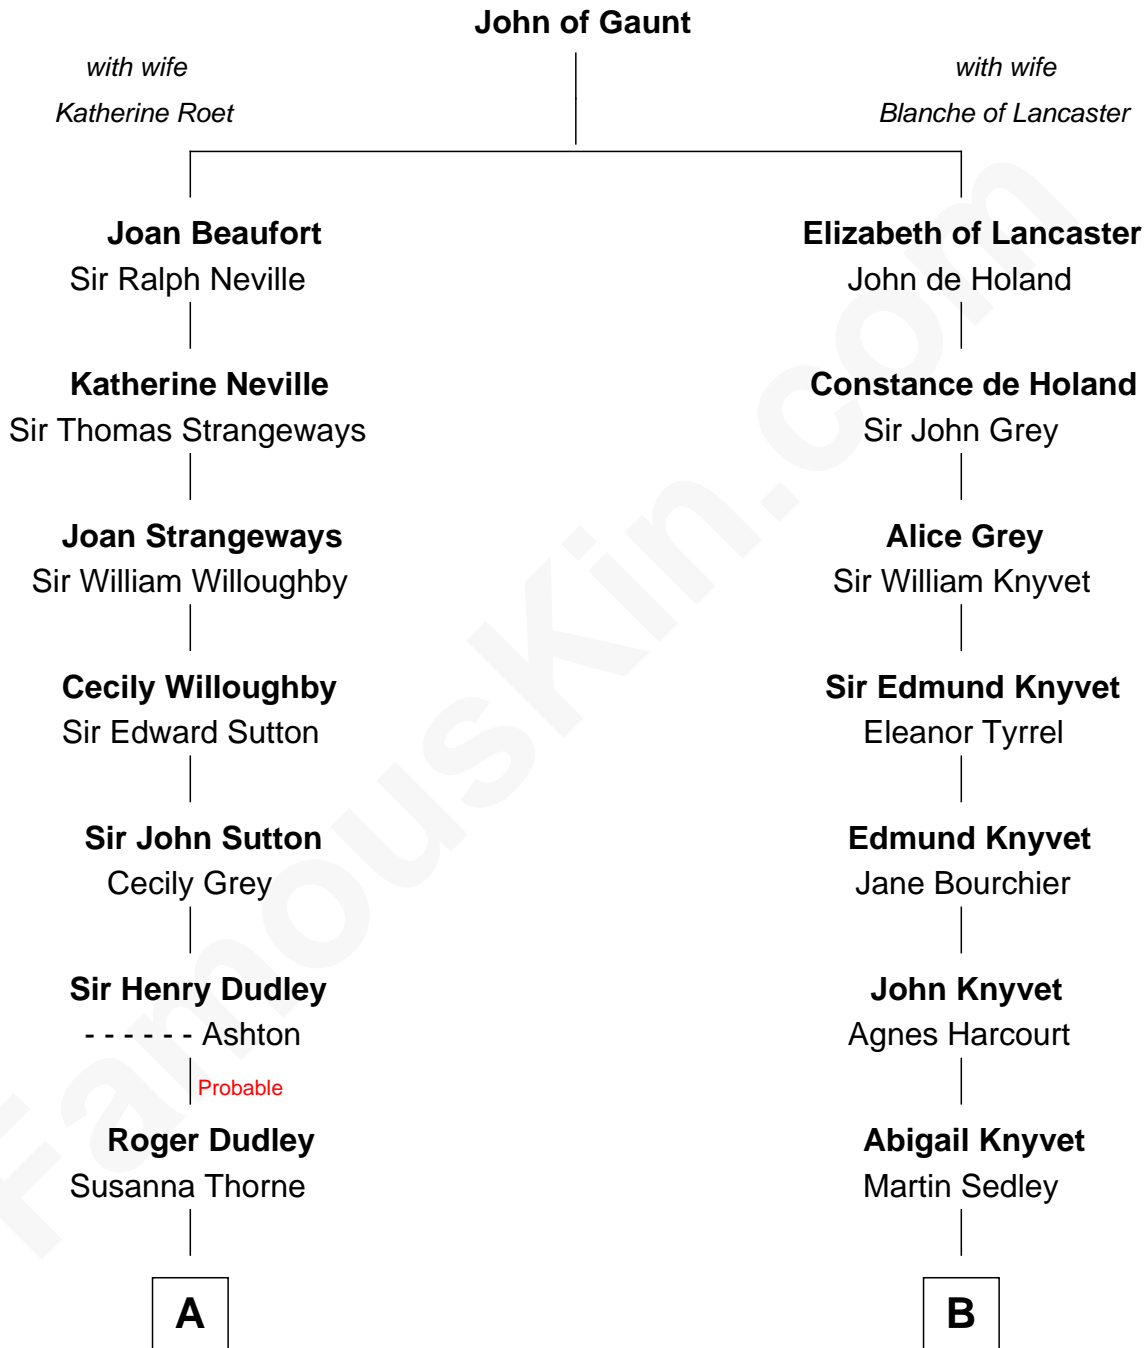 John of Gaunt
with wife
Katherine Roet
with wife
Blanche of Lancaster
Joan Beaufort
Sir Ralph Neville
Elizabeth of Lancaster
John de Holand
Katherine Neville
Sir Thomas Strangeways
Constance de Holand
Sir John Grey
Joan Strangeways
Sir William Willoughby
Alice Grey
Sir William Knyvet
Cecily Willoughby
Sir Edward Sutton
Sir Edmund Knyvet
Eleanor Tyrrel
Sir John Sutton
Cecily Grey
Edmund Knyvet
Jane Bourchier
Sir Henry Dudley
- - - - - - Ashton
John Knyvet
Agnes Harcourt
Probable
Roger Dudley
Susanna Thorne
Abigail Knyvet
Martin Sedley
A
B
FamousKin.com